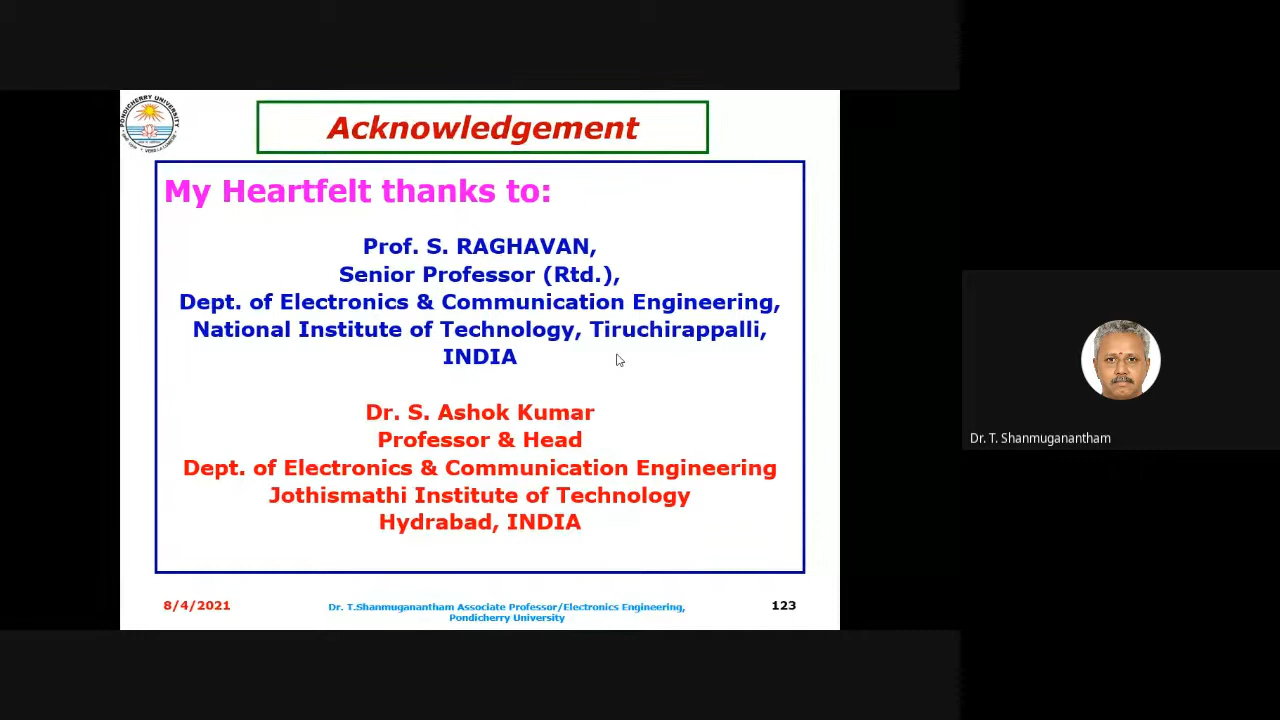 PONDICHERRY UNIVERSITY
Acknowledgement
My Heartfelt thanks to:
Prof. S. RAGHAVAN,
Senior Professor (Rtd.),
Dept. of Electronics & Communication Engineering,
National Institute of Technology, Tiruchirappalli,
INDIA
Dr. S. Ashok Kumar
Professor & Head
Dept. of Electronics & Communication Engineering
Jothismathi Institute of Technology
Hydrabad, INDIA
8/4/2021
Dr. T.Shanmuganantham Associate Professor/Electronics Engineering,
Pondicherry University
123
Dr. T. Shanmuganantham